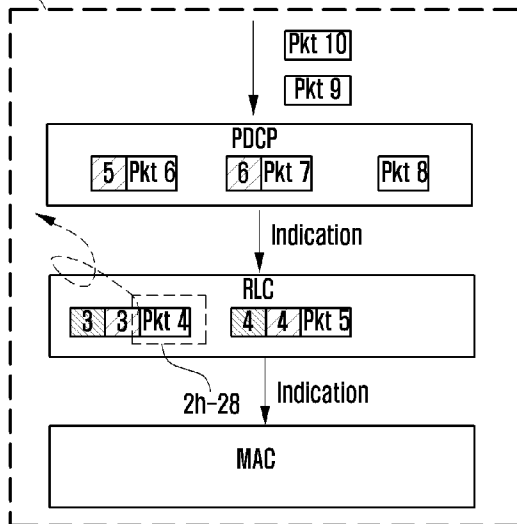 Pkt 10
Pkt 9
PDCP
5 Pkt 6 6 Pkt 7 Pkt 8
Indication
RLC
3 3 Pkt 4 4 4 Pkt 5
2h-28
Indication
MAC